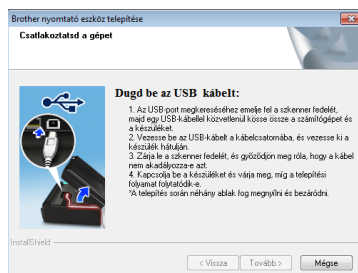 Brother nyomtató eszköz telepítése
Csatlakoztatsd a gépet
Dugd be az USB kábelt:
1. Az USB-port megkereséséhez emelje fel a szkenner fedelét,
majd egy USB-kábellel közvetlenül kösse össze a számítógépet és
a készüléket.
2. Vezesse be az USB-kábelt a kábelcsatornába, és vezesse ki a
készülék hátulján.
3. Zárja le a szkenner fedelét, és győződjön meg róla, hogy a kábel
nem akadályozza-e azt.
4. Kapcsolja be a készüléket és várja meg, míg a telepítési
folyamat folytatódik-e.
*A telepítés során néhány ablak fog megnyílni és bezáródni.
InstallShield
< Vissza
Tovább >
Mégse